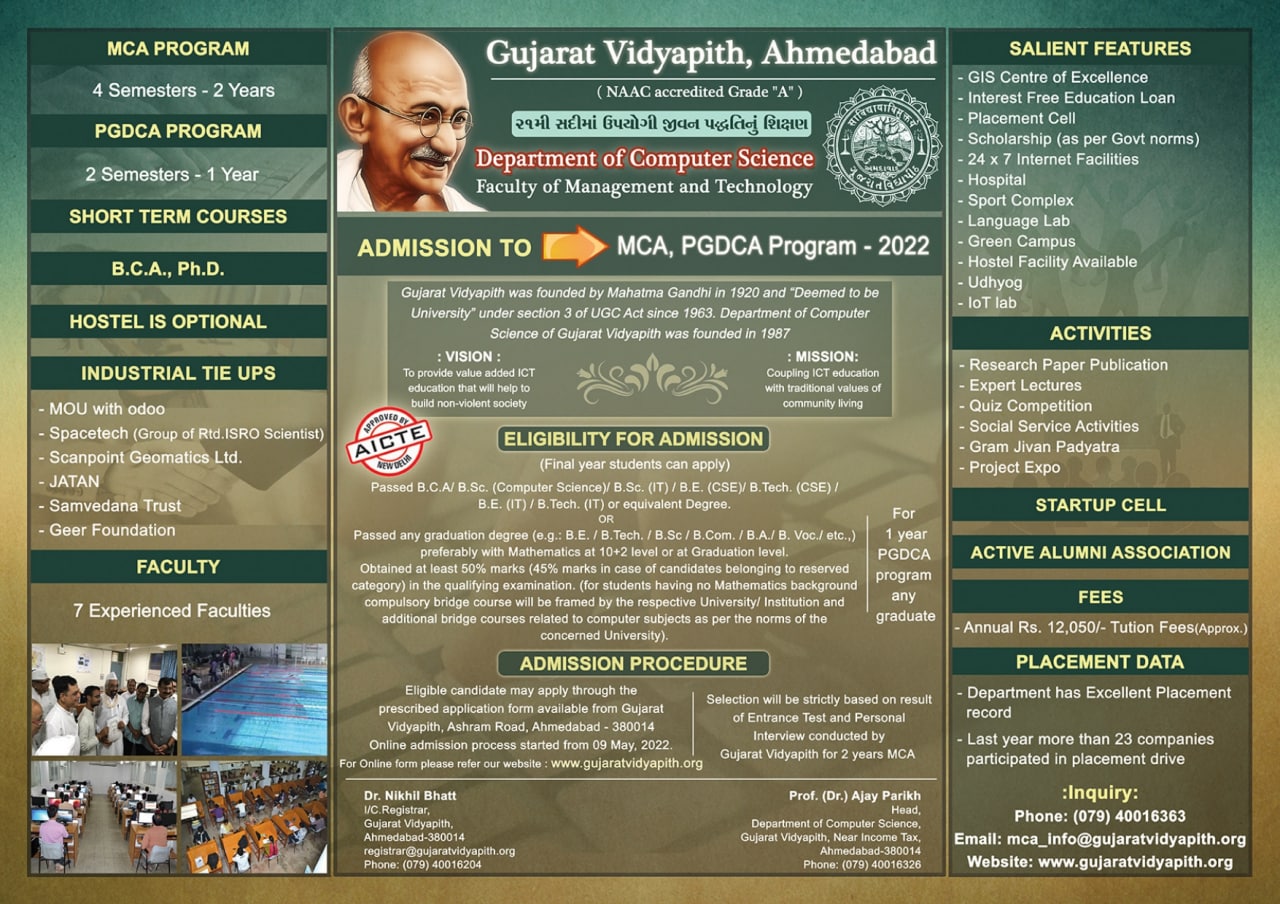 MCA PROGRAM
4 Semesters - 2 Years
PGDCA PROGRAM
2 Semesters - 1 Year
SHORT TERM COURSES
B.C.A., Ph.D.
HOSTEL IS OPTIONAL
INDUSTRIAL TIE UPS
- MOU with odoo
- Spacetech (Group of Rtd.ISRO Scientist)
- Scanpoint Geomatics Ltd.
- JATAN
- Samvedana Trust
- Geer Foundation
FACULTY
7 Experienced Faculties
Gujarat Vidyapith, Ahmedabad
( NAAC accredited Grade "A" )
૨૧મી સદીમાં ઉપયોગી જીવન પદ્ધતિનું શિક્ષણ
Department of Computer Science
Faculty of Management and Technology
ADMISSION TO MCA, PGDCA Program - 2022
Gujarat Vidyapith was founded by Mahatma Gandhi in 1920 and “Deemed to be
University” under section 3 of UGC Act since 1963. Department of Computer
Science of Gujarat Vidyapith was founded in 1987
: VISION :
To provide value added ICT
education that will help to
build non-violent society
: MISSION:
Coupling ICT education
with traditional values of
community living
APPROVED BY
AICTE
NEW DELHI
ELIGIBILITY FOR ADMISSION
(Final year students can apply)
Passed B.C.A/ B.Sc. (Computer Science)/ B.Sc. (IT) / B.E. (CSE)/ B.Tech. (CSE) /
B.E. (IT) / B.Tech. (IT) or equivalent Degree.
OR
Passed any graduation degree (e.g.: B.E. / B.Tech. / B.Sc / B.Com. / B.A./ B. Voc./ etc.,)
preferably with Mathematics at 10+2 level or at Graduation level.
Obtained at least 50% marks (45% marks in case of candidates belonging to reserved
category) in the qualifying examination. (for students having no Mathematics background
compulsory bridge course will be framed by the respective University/ Institution and
additional bridge courses related to computer subjects as per the norms of the
concerned University).
For
1 year
PGDCA
program
any
graduate
ADMISSION PROCEDURE
Eligible candidate may apply through the
prescribed application form available from Gujarat
Vidyapith, Ashram Road, Ahmedabad - 380014
Online admission process started from 09 May, 2022.
For Online form please refer our website : www.gujaratvidyapith.org
Selection will be strictly based on result
of Entrance Test and Personal
Interview conducted by
Gujarat Vidyapith for 2 years MCA
Dr. Nikhil Bhatt
I/C.Registrar,
Gujarat Vidyapith,
Ahmedabad-380014
registrar@gujaratvidyapith.org
Phone: (079) 40016204
Prof. (Dr.) Ajay Parikh
Head,
Department of Computer Science,
Gujarat Vidyapith, Near Income Tax,
Ahmedabad-380014
Phone: (079) 40016326
SALIENT FEATURES
- GIS Centre of Excellence
- Interest Free Education Loan
- Placement Cell
- Scholarship (as per Govt norms)
- 24 x 7 Internet Facilities
- Hospital
- Sport Complex
- Language Lab
- Green Campus
- Hostel Facility Available
- Udhyog
- IoT lab
ACTIVITIES
- Research Paper Publication
- Expert Lectures
- Quiz Competition
- Social Service Activities
- Gram Jivan Padyatra
- Project Expo
STARTUP CELL
ACTIVE ALUMNI ASSOCIATION
FEES
- Annual Rs. 12,050/- Tution Fees(Approx.)
PLACEMENT DATA
- Department has Excellent Placement
record
- Last year more than 23 companies
participated in placement drive
:Inquiry:
Phone: (079) 40016363
Email: mca_info@gujaratvidyapith.org
Website: www.gujaratvidyapith.org